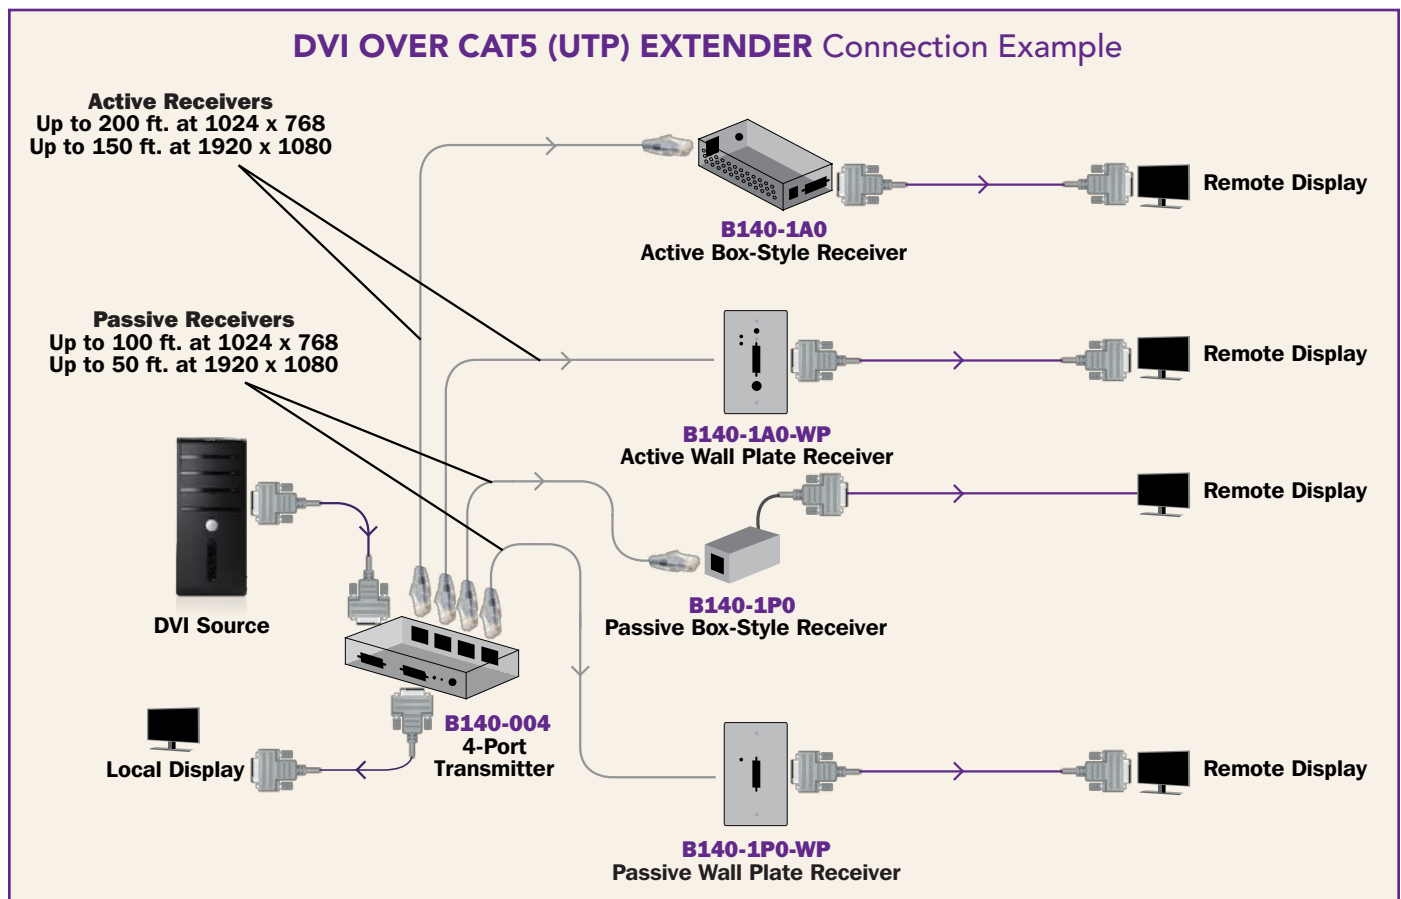 DVI OVER CAT5 (UTP) EXTENDER Connection Example
Active Receivers
Up to 200 ft. at 1024 x 768
Up to 150 ft. at 1920 x 1080
Remote Display
B140-1A0
Active Box-Style Receiver
Passive Receivers
Up to 100 ft. at 1024 x 768
Up to 50 ft. at 1920 x 1080
Remote Display
B140-1A0-WP
Active Wall Plate Receiver
Remote Display
B140-1P0
Passive Box-Style Receiver
DVI Source
B140-004
4-Port
Transmitter
Local Display
Remote Display
B140-1P0-WP
Passive Wall Plate Receiver